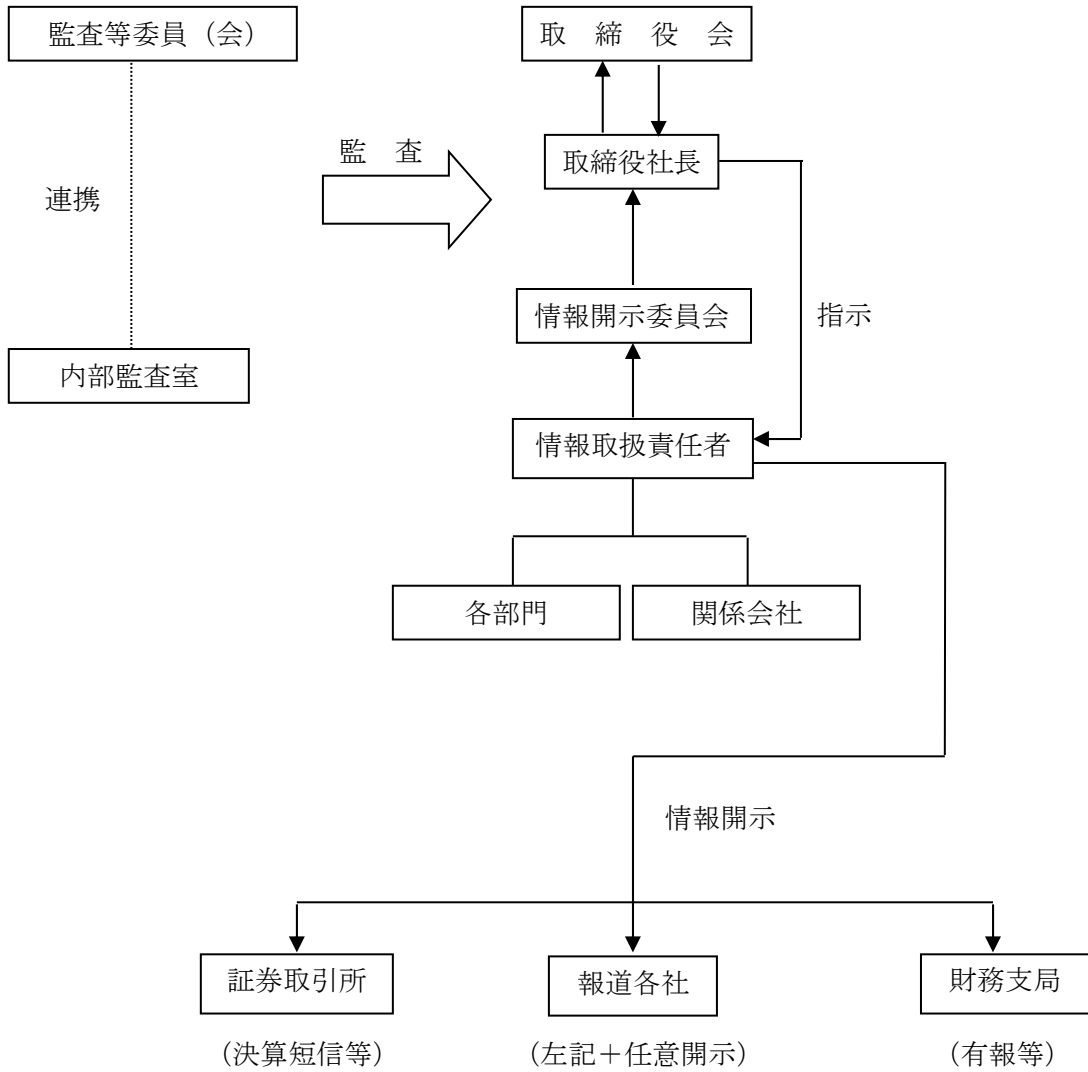 監査等委員（会）
取　締　役　会
監　査
取締役社長
連携
情報開示委員会
指示
内部監査室
情報取扱責任者
各部門
関係会社
情報開示
証券取引所
報道各社
財務支局
（決算短信等）
（左記＋任意開示）
（有報等）